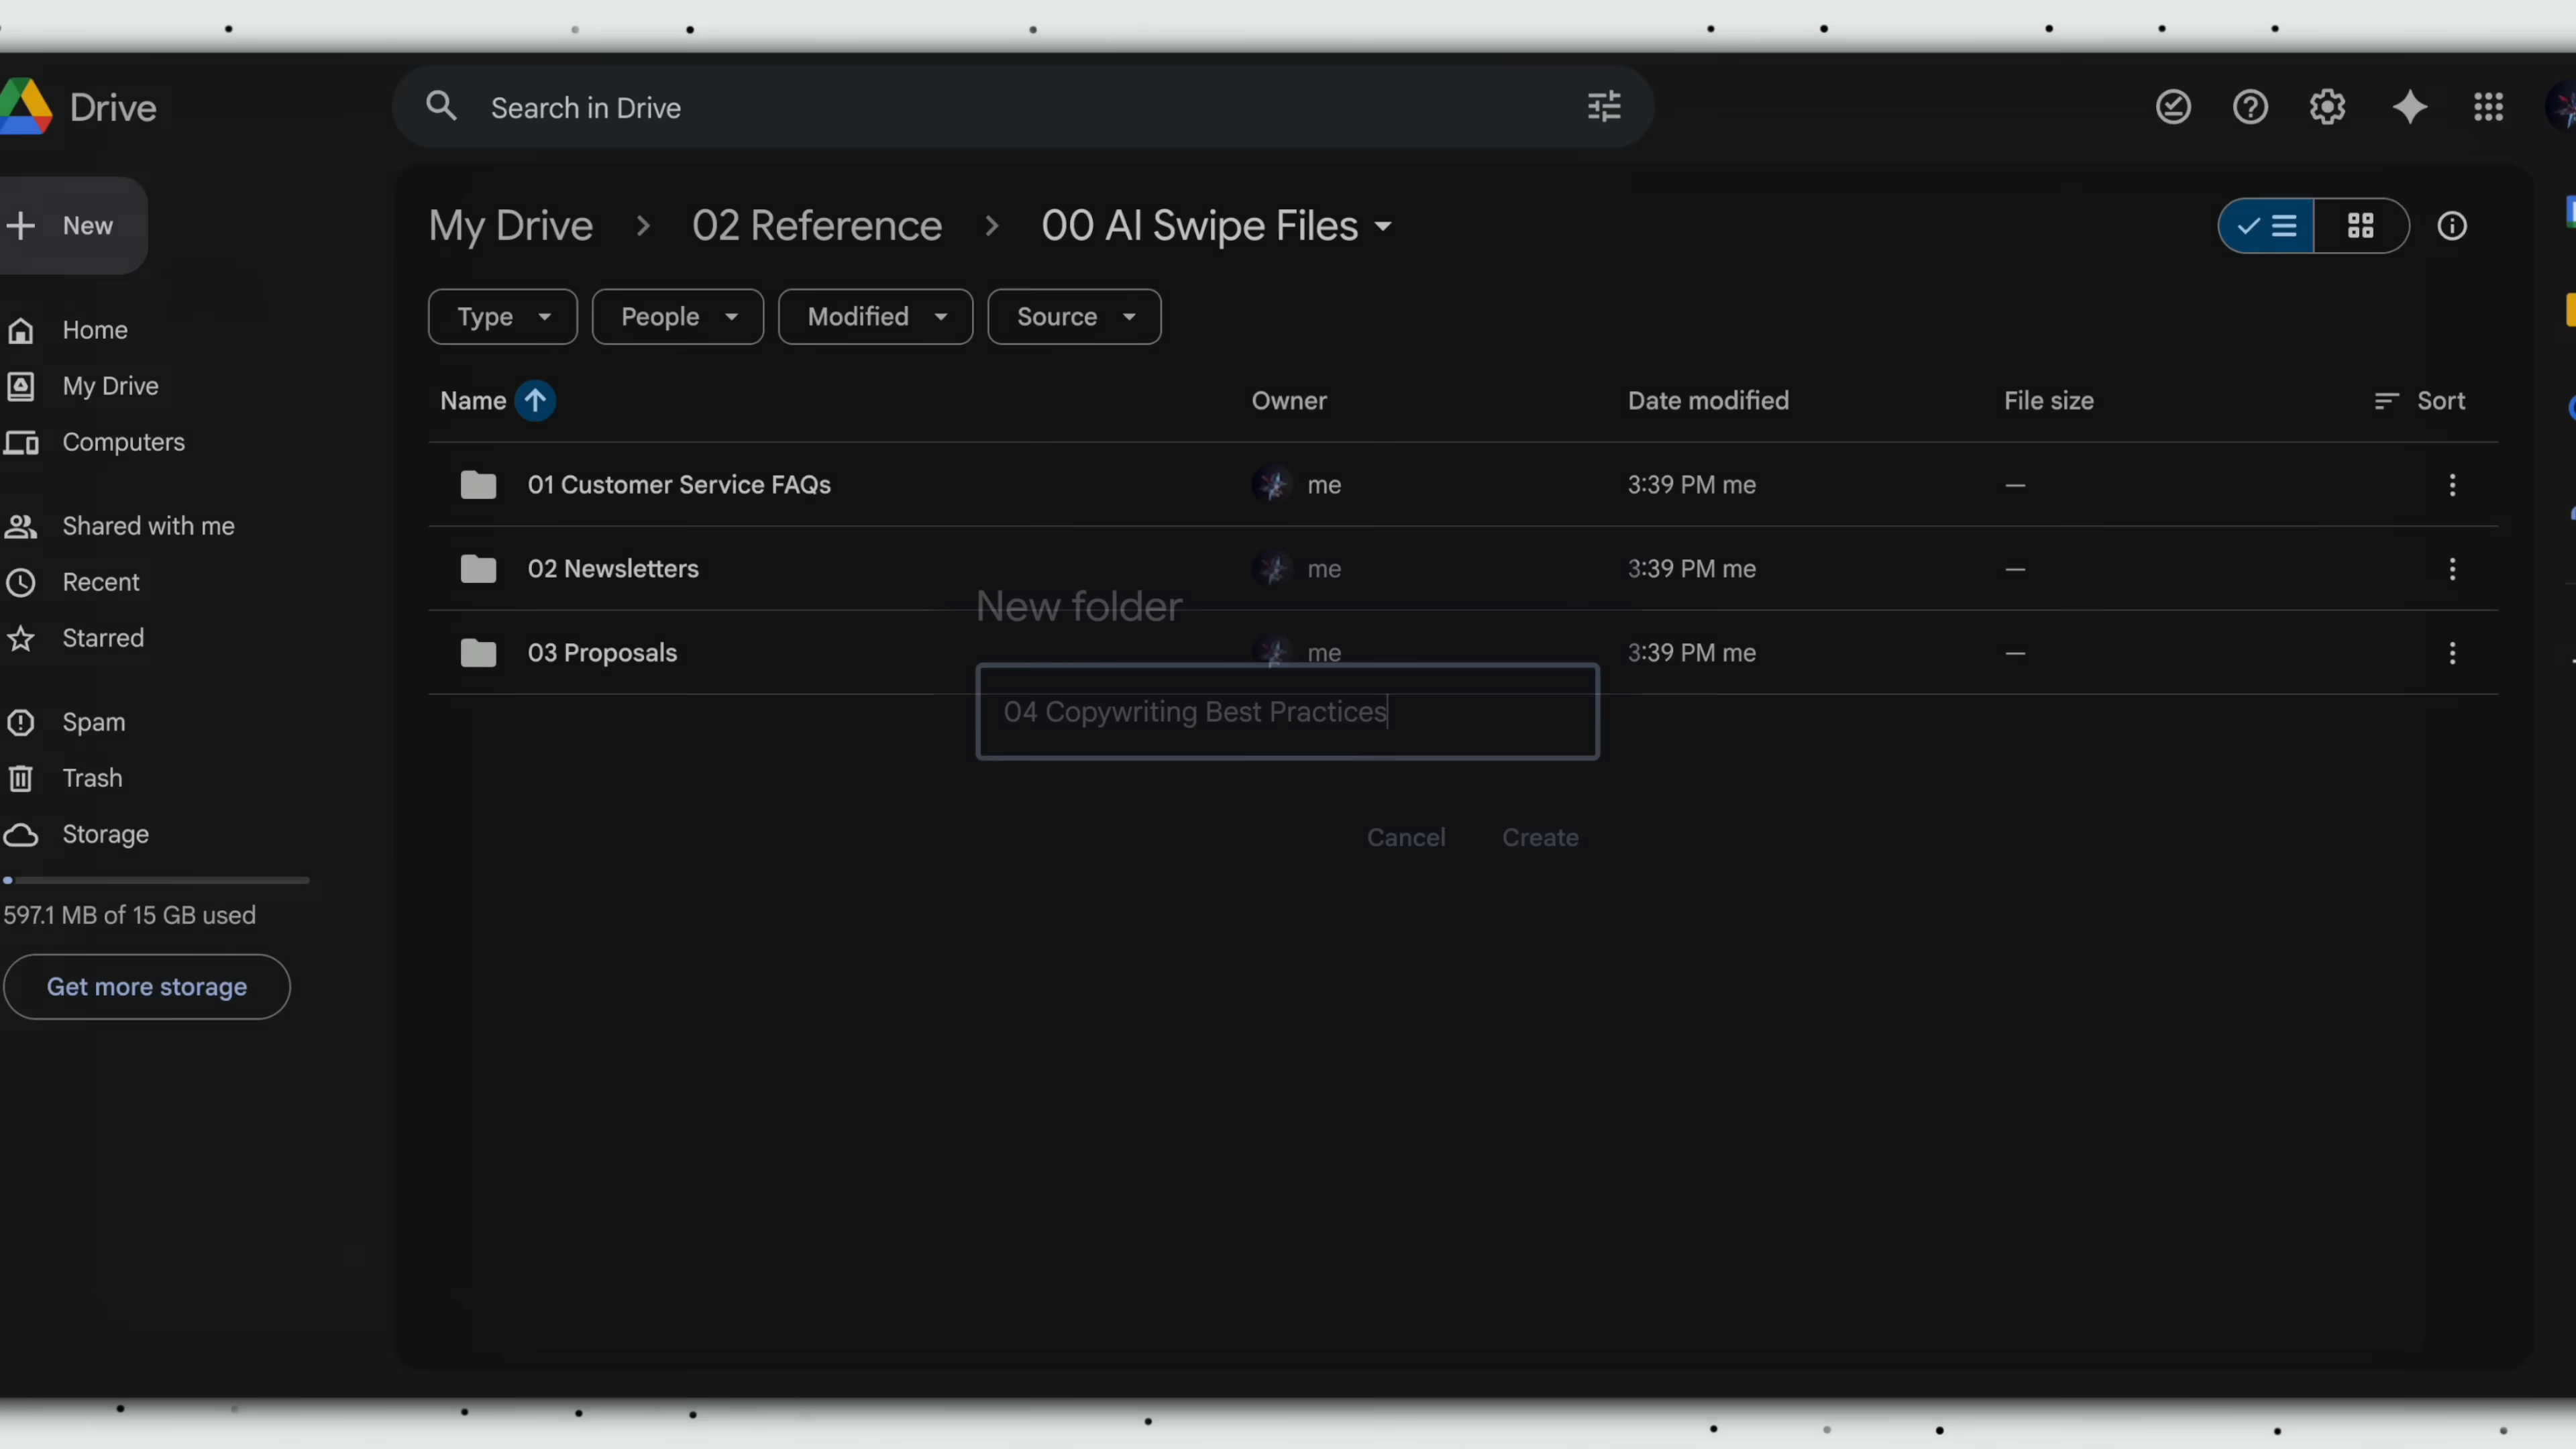 Drive
Search in Drive
New
My Drive
02 Reference
00 AI Swipe Files
Type
People
Modified
Source
Home
My Drive
Computers
Shared with me
Recent
Starred
Spam
Trash
Storage
597.1 MB of 15 GB used
Get more storage
Name
Owner
Date modified
File size
Sort
01 Customer Service FAQs
me
3:39 PM me
—
02 Newsletters
me
3:39 PM me
—
03 Proposals
me
3:39 PM me
—
New folder
04 Copywriting Best Practices
Cancel
Create